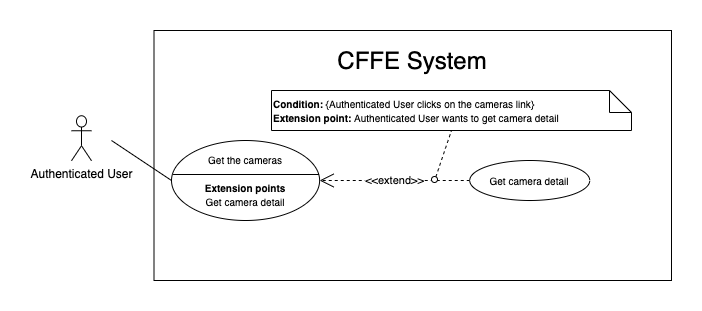 CFFE System
Condition: {Authenticated User clicks on the cameras link}
Extension point: Authenticated User wants to get camera detail
Authenticated User
Get the cameras
Extension points
Get camera detail
<<extend>>
Get camera detail